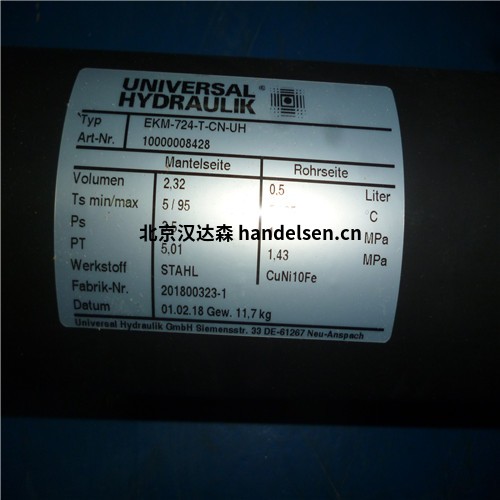 UNIVERSAL ®
HYDRAULIK
Typ EKM-724-T-CN-UH
Art-Nr. 10000008428
Mantelseite Rohrseite
Volumen 2,32 0,5 Liter
Ts min/max 5 / 95 C
Ps MPa
北京汉达森 handelsen.cn
PT 5,01 1,43 MPa
Werkstoff STAHL CuNi10Fe
Fabrik-Nr. 201800323-1
Datum 01.02.18 Gew. 11,7 kg
Universal Hydraulik GmbH Siemensstr. 33 DE-61267 Neu-Anspach